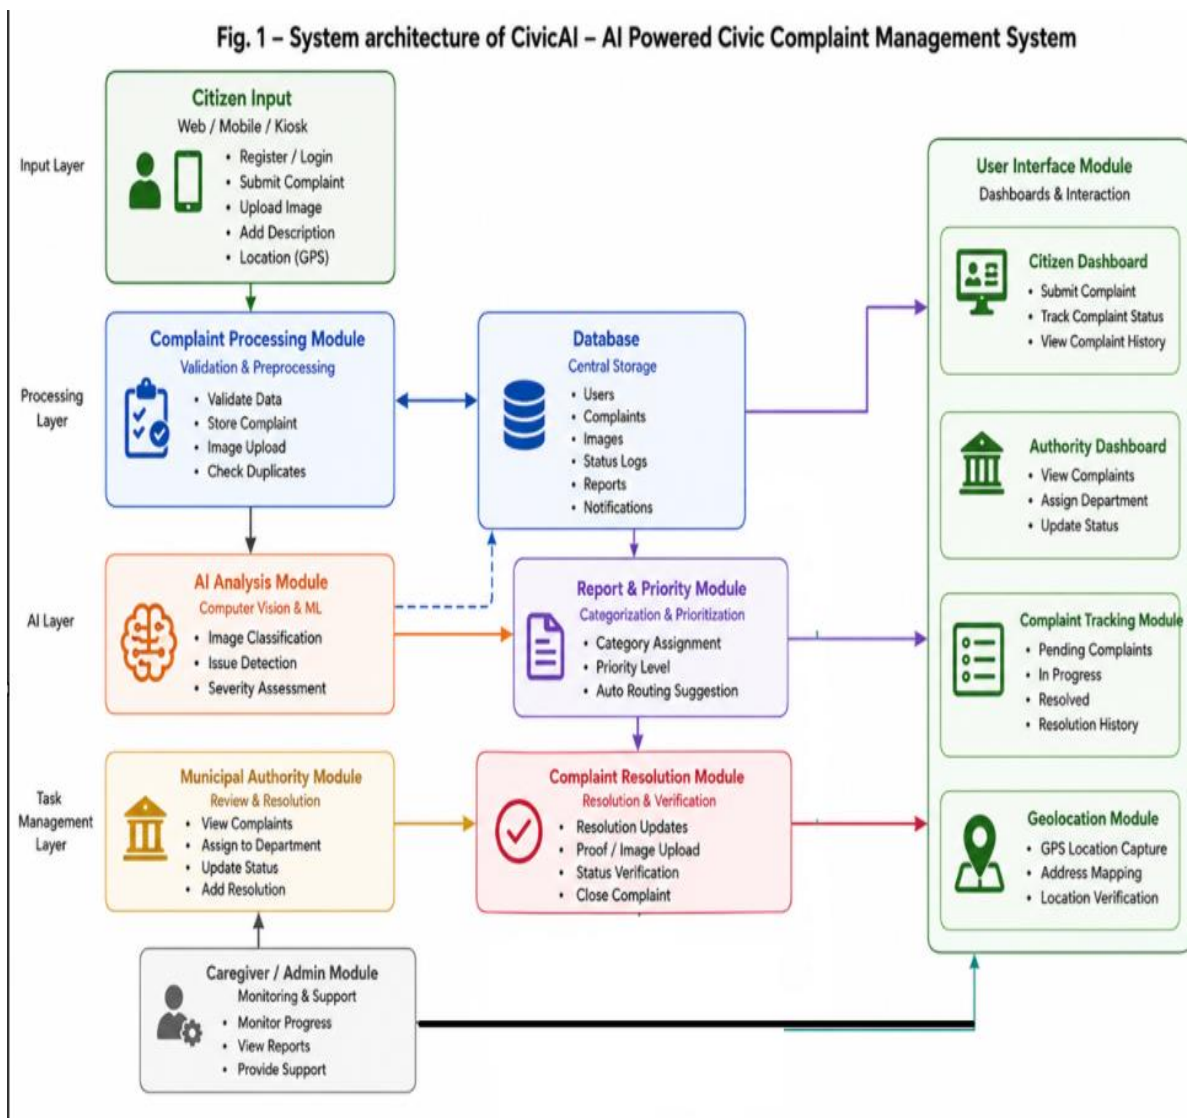 Fig. 1 – System architecture of CivicAI – AI Powered Civic Complaint Management System
Input Layer
Citizen Input
Web / Mobile / Kiosk
• Register / Login
• Submit Complaint
• Upload Image
• Add Description
• Location (GPS)
Processing
Layer
Complaint Processing Module
Validation & Preprocessing
• Validate Data
• Store Complaint
• Image Upload
• Check Duplicates
Database
Central Storage
• Users
• Complaints
• Images
• Status Logs
• Reports
• Notifications
AI Layer
AI Analysis Module
Computer Vision & ML
• Image Classification
• Issue Detection
• Severity Assessment
Report & Priority Module
Categorization & Prioritization
• Category Assignment
• Priority Level
• Auto Routing Suggestion
Task
Management
Layer
Municipal Authority Module
Review & Resolution
• View Complaints
• Assign to Department
• Update Status
• Add Resolution
Complaint Resolution Module
Resolution & Verification
• Resolution Updates
• Proof / Image Upload
• Status Verification
• Close Complaint
Caregiver / Admin Module
Monitoring & Support
• Monitor Progress
• View Reports
• Provide Support
User Interface Module
Dashboards & Interaction
Citizen Dashboard
• Submit Complaint
• Track Complaint Status
• View Complaint History
Authority Dashboard
• View Complaints
• Assign Department
• Update Status
Complaint Tracking Module
• Pending Complaints
• In Progress
• Resolved
• Resolution History
Geolocation Module
• GPS Location Capture
• Address Mapping
• Location Verification